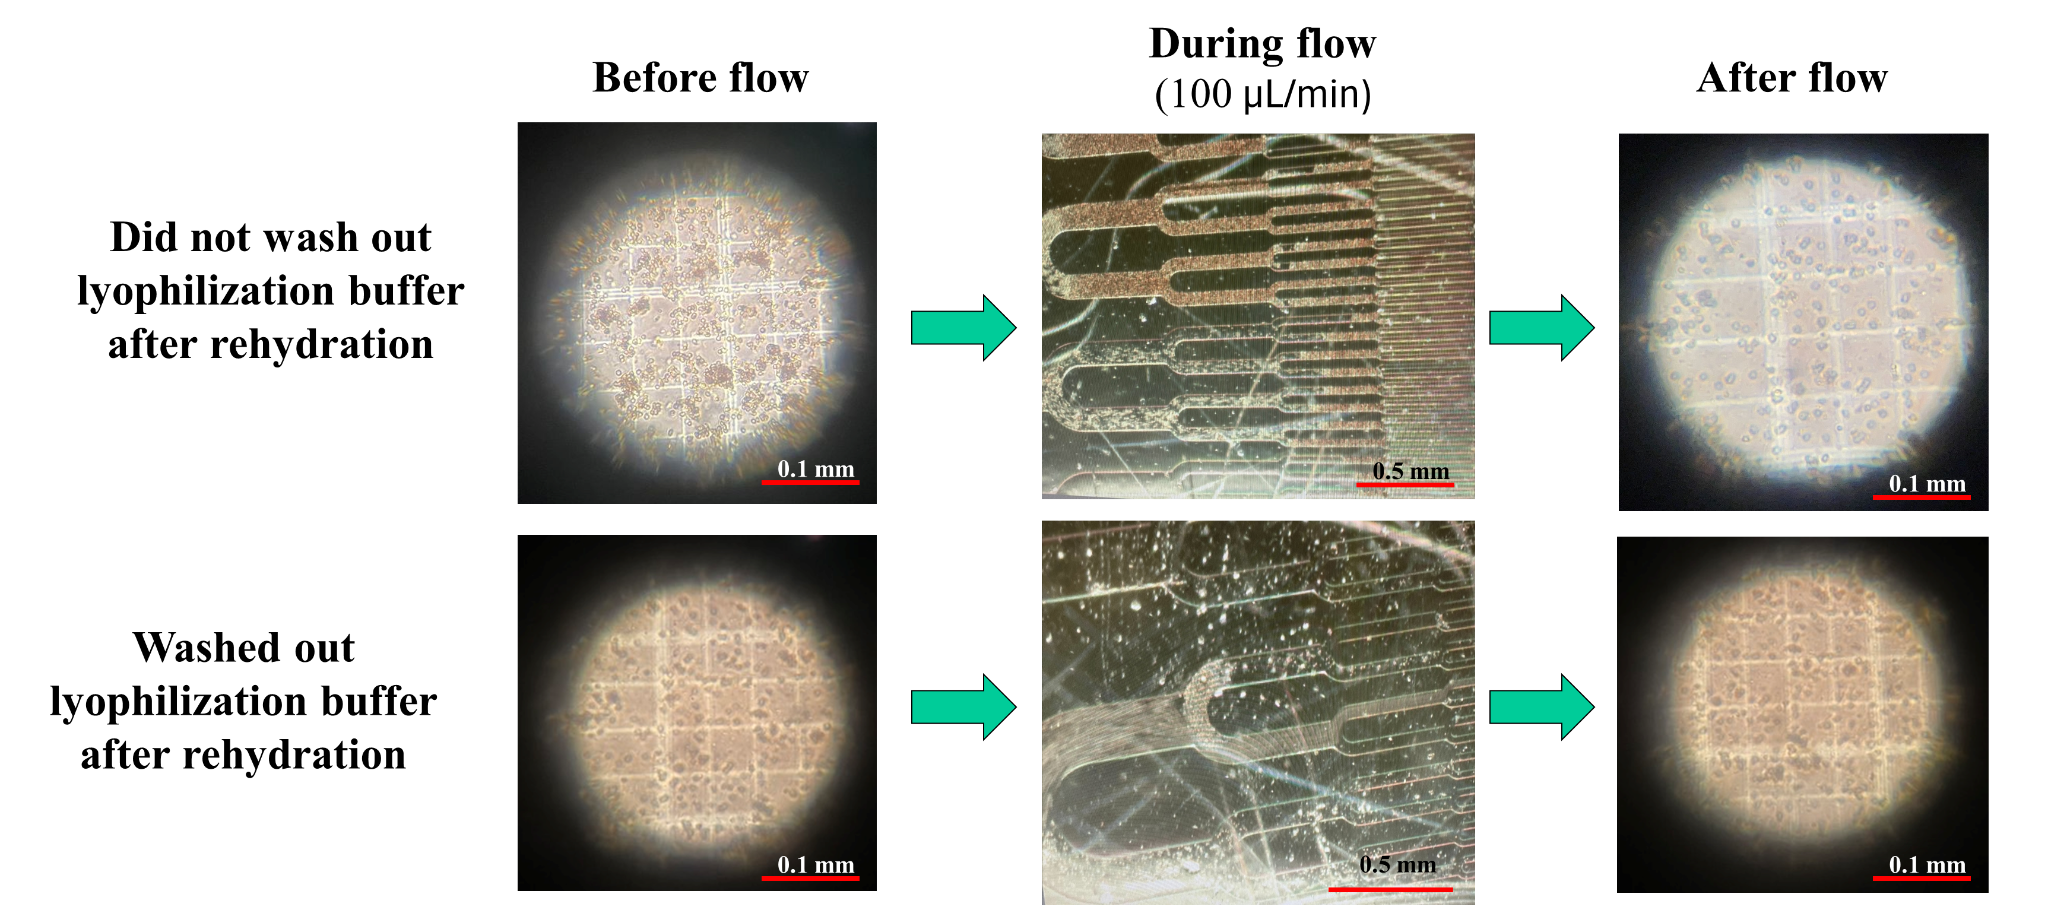 Before flow
During flow
(100 µL/min)
After flow
Did not wash out
lyophilization buffer
after rehydration
0.1 mm
0.5 mm
0.1 mm
Washed out
lyophilization buffer
after rehydration
0.1 mm
0.5 mm
0.1 mm